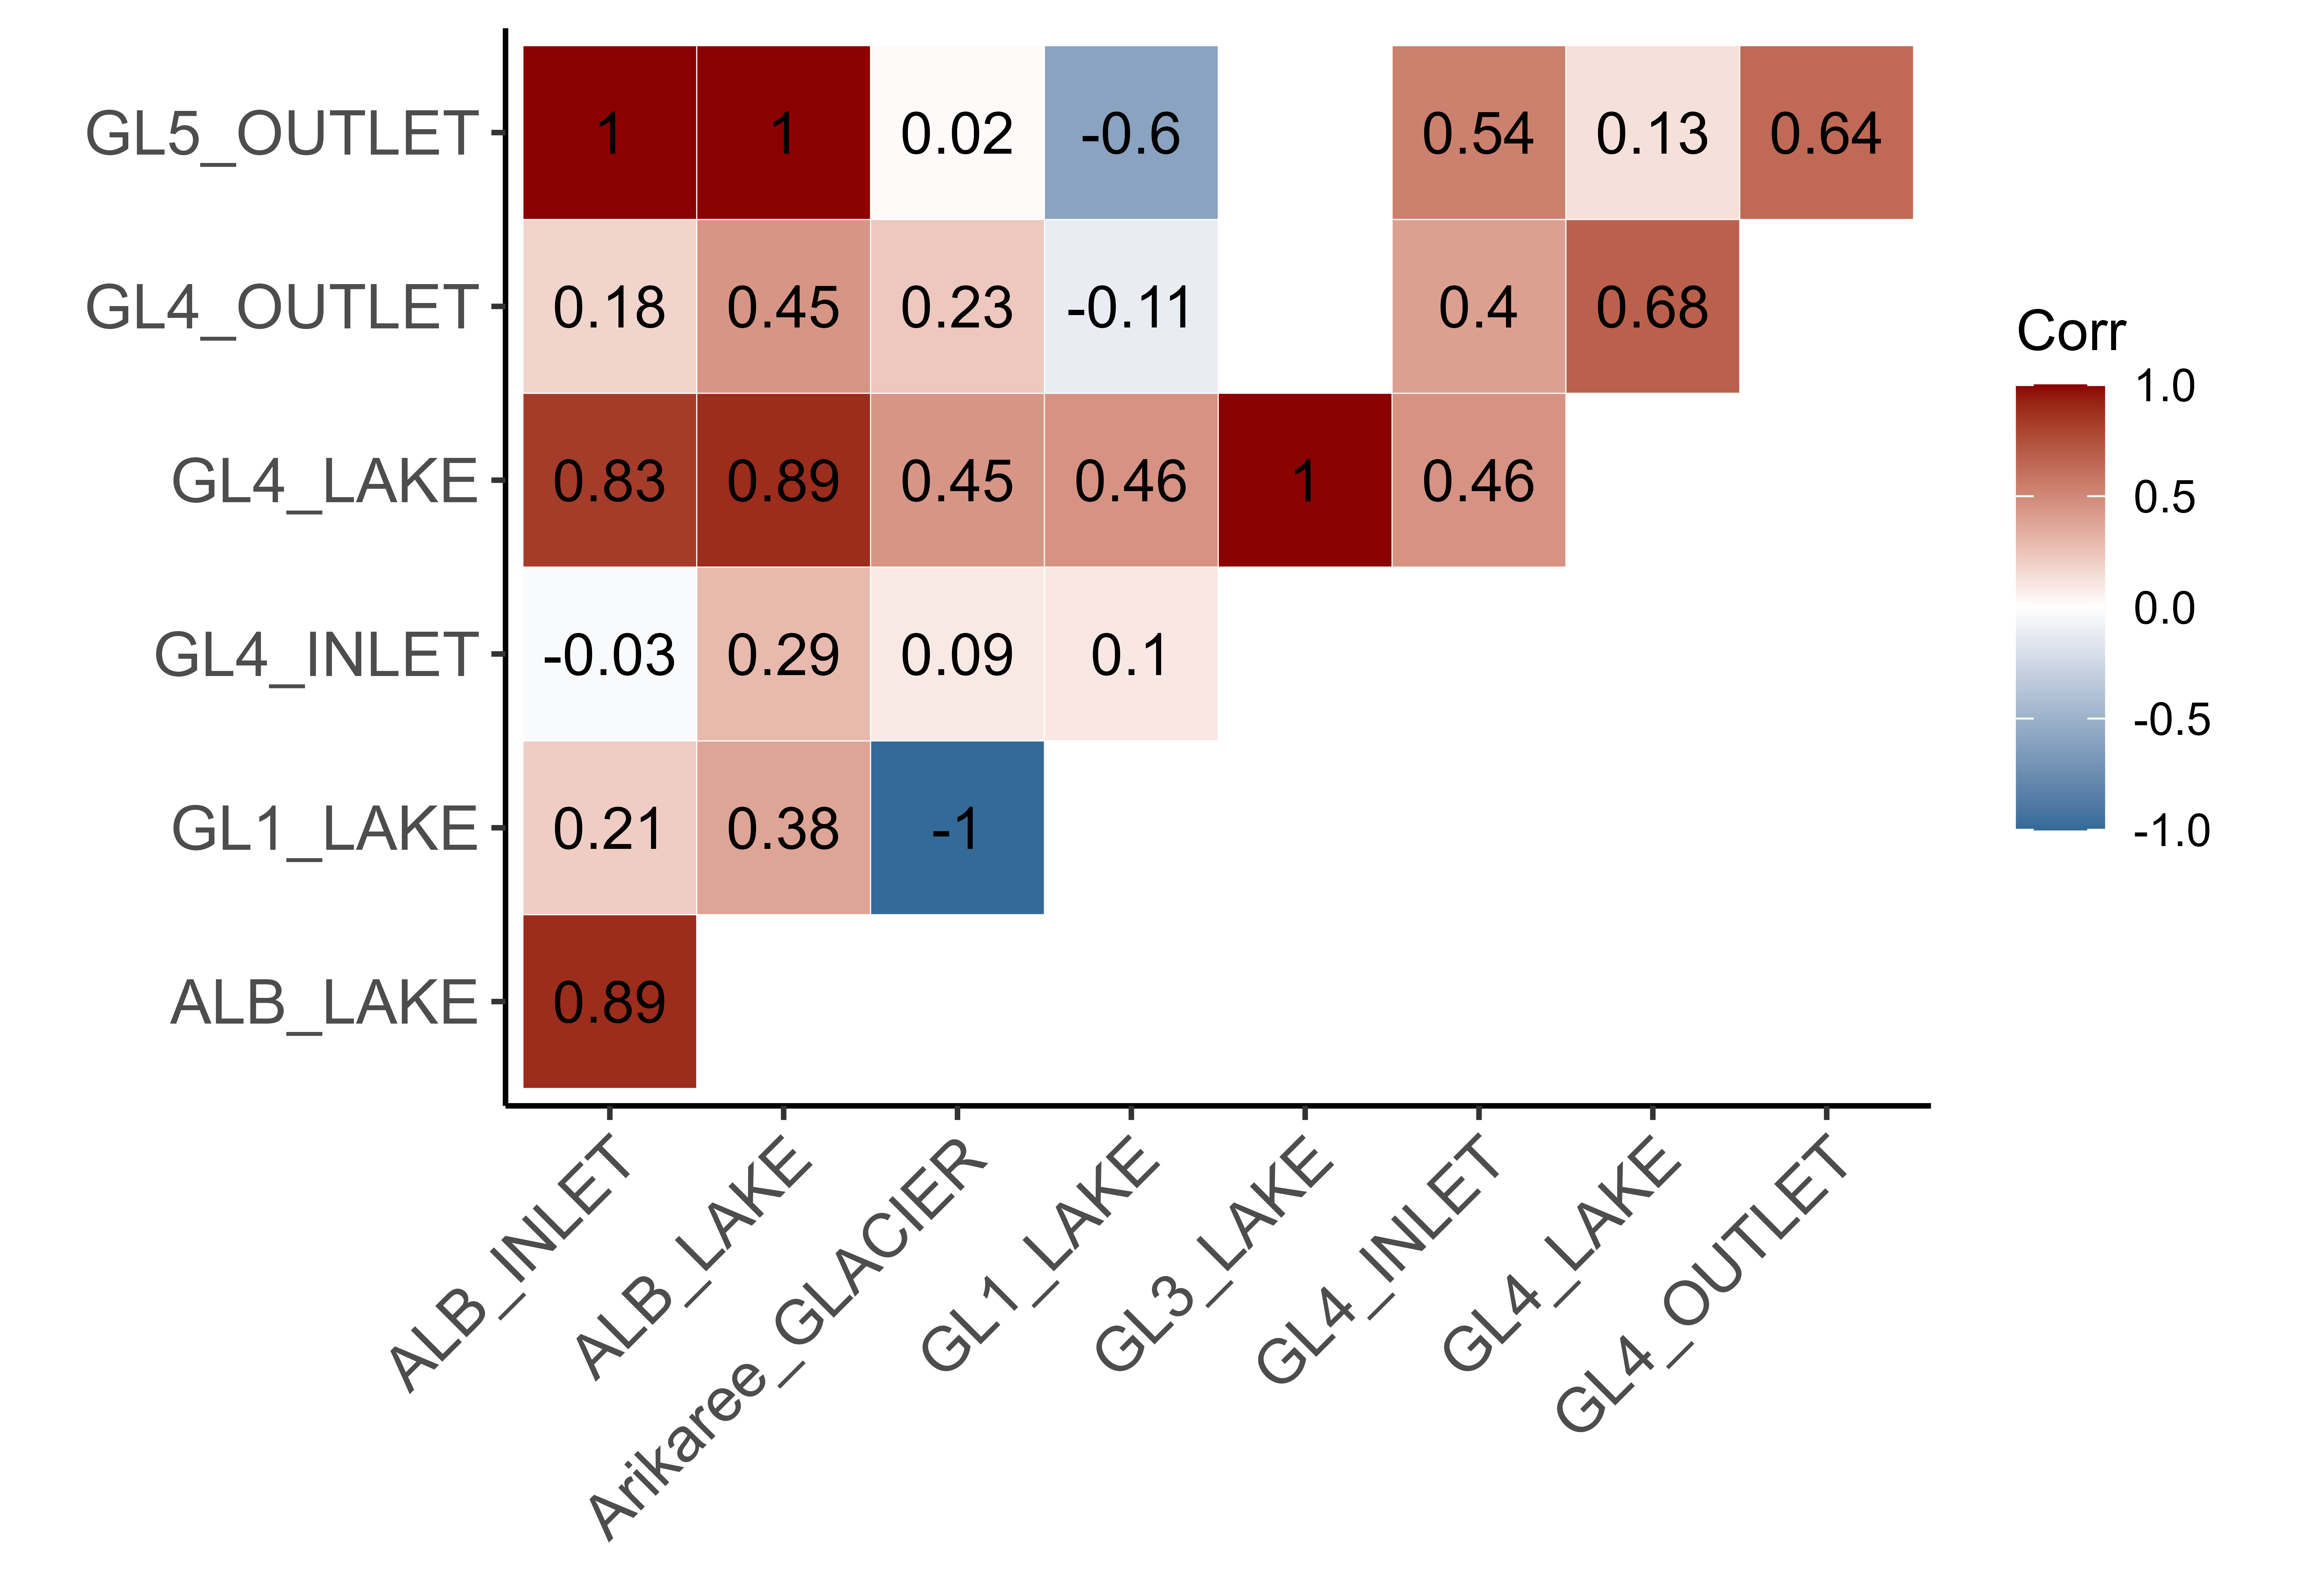 GL5_OUTLET 1 1 0.02 -0.6 0.54 0.13 0.64
GL4_OUTLET 0.18 0.45 0.23 -0.11 0.4 0.68
GL4_LAKE 0.83 0.89 0.45 0.46 1 0.46
GL4_INLET -0.03 0.29 0.09 0.1
GL1_LAKE 0.21 0.38 -1
ALB_LAKE 0.89
ALB_INLET
ALB_LAKE
Arikaree_GLACIER
GL1_LAKE
GL3_LAKE
GL4_INLET
GL4_LAKE
GL4_OUTLET
Corr
1.0
0.5
0.0
-0.5
-1.0